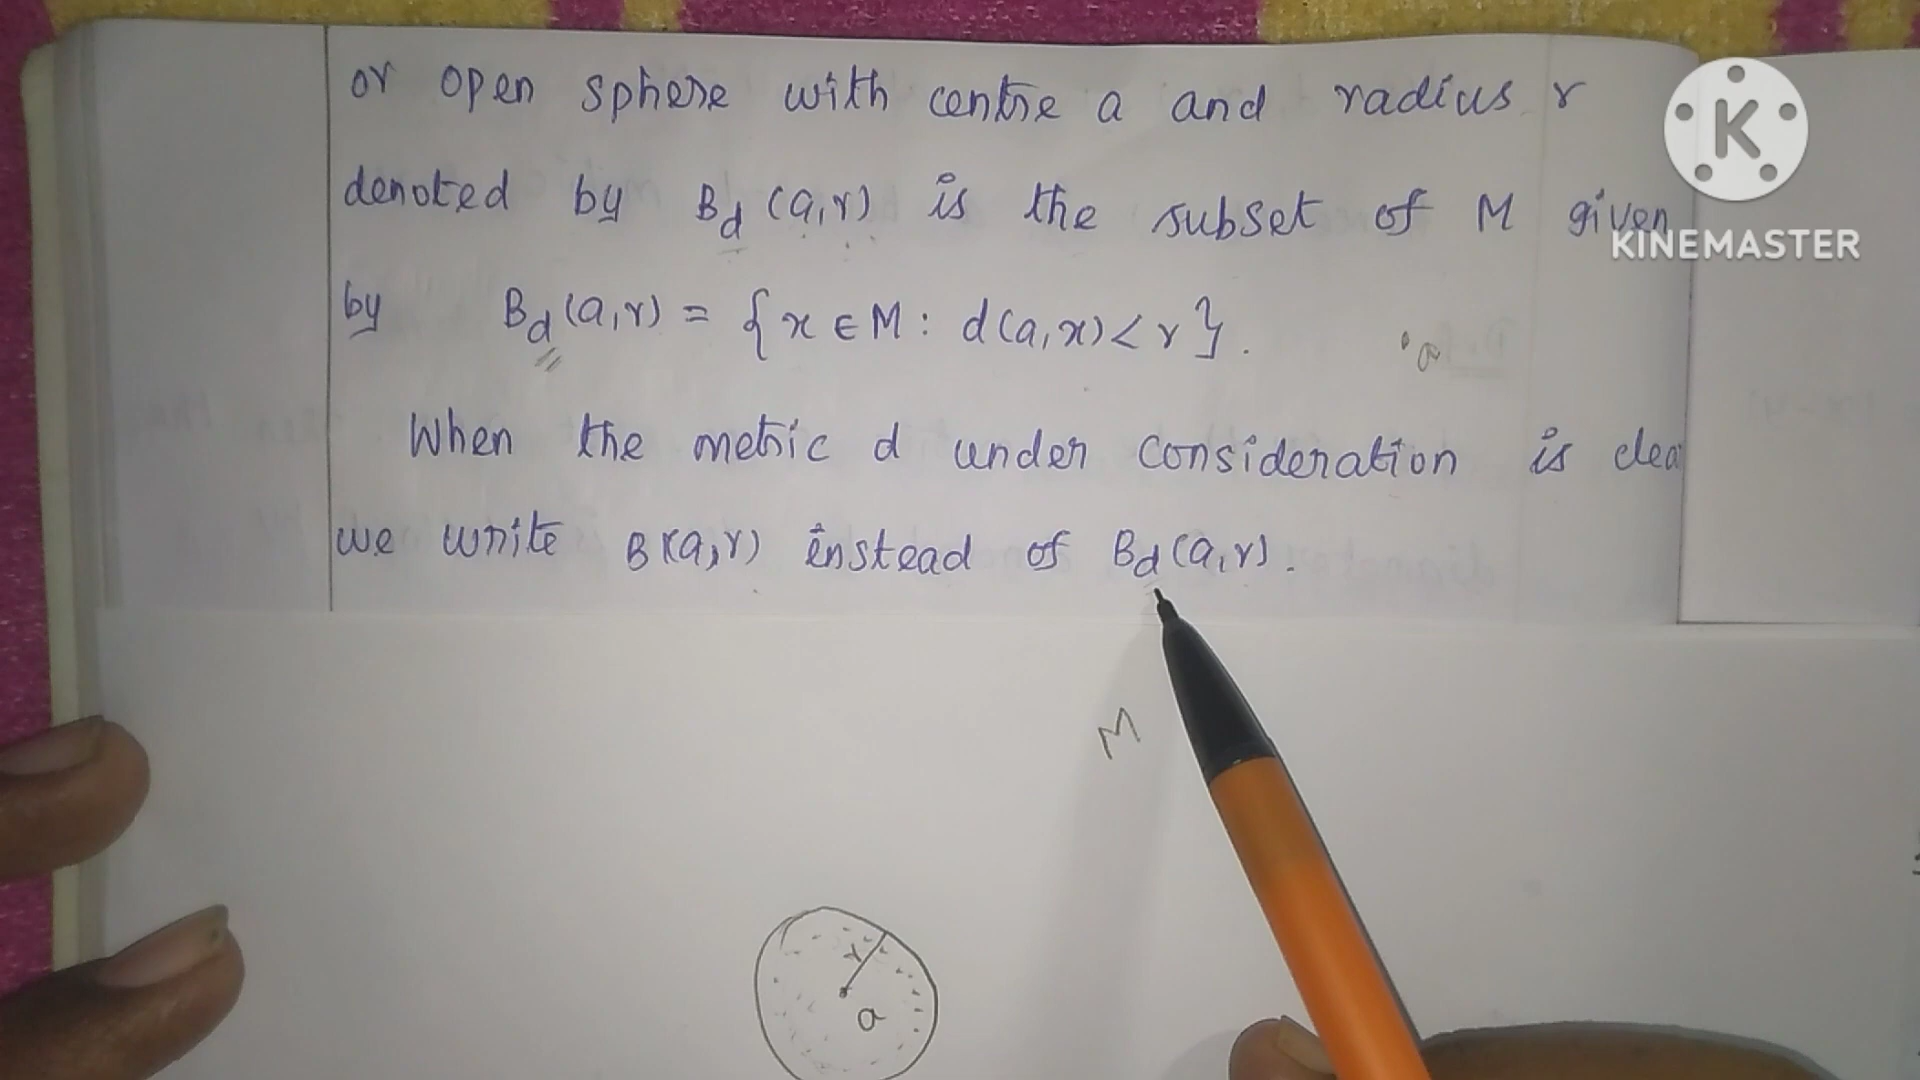 or open sphere with centre a and radius r
denoted by B_d (a,r) is the subset of M given
by B_d (a,r) = {x ∈ M : d(a,x) < r}.
a
When the metric d under consideration is clea
we write B(a,r) instead of B_d (a,r).
M
r
a
K
KINEMASTER